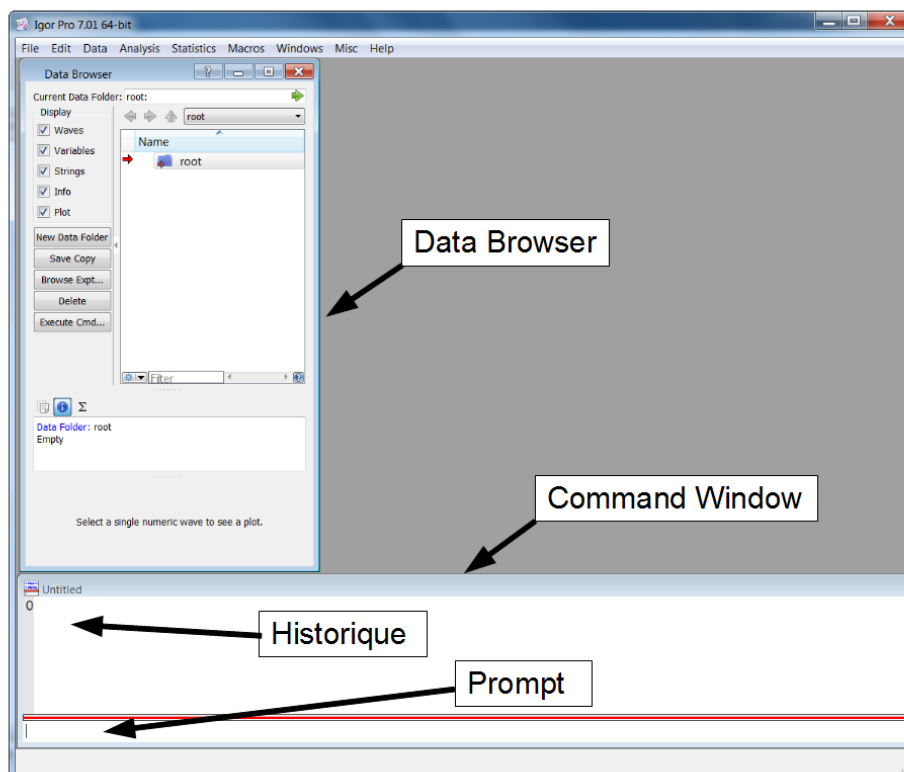 Igor Pro 7.01 64-bit
File Edit Data Analysis Statistics Macros Windows Misc Help
Data Browser
Current Data Folder: root:
Display
Waves
Variables
Strings
Info
Plot
New Data Folder
Save Copy
Browse Expt...
Delete
Execute Cmd...
root
Name
root
Filter
Σ
Data Folder: root
Empty
Select a single numeric wave to see a plot.
Data Browser
Command Window
Untitled
0
Historique
Prompt